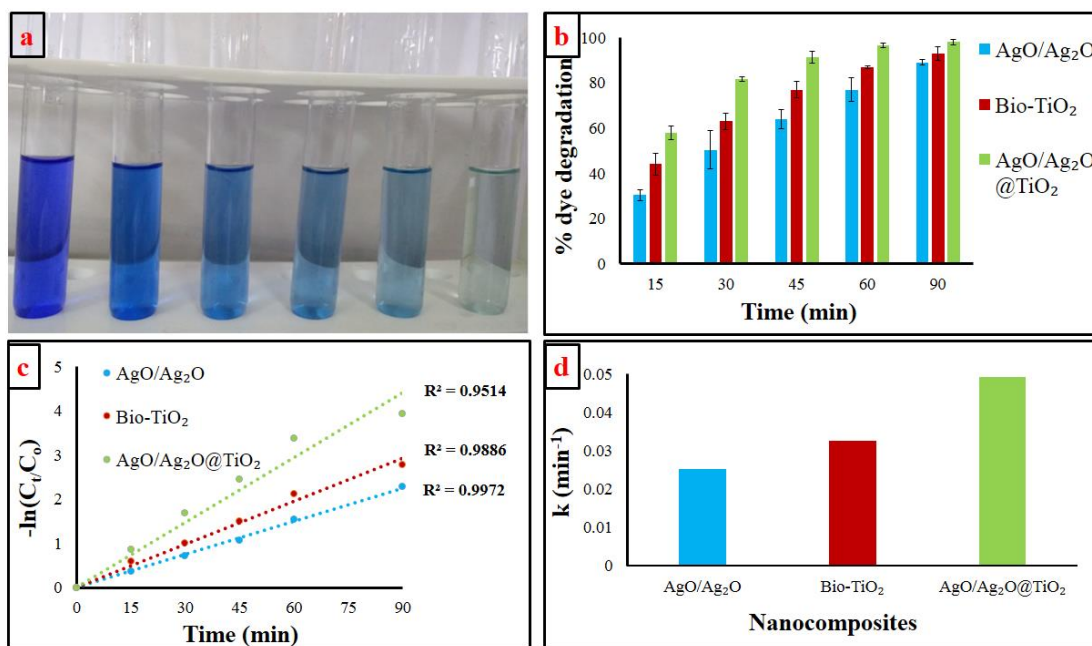 a
b
% dye degradation
100
80
60
40
20
0
15 30 45 60 90
Time (min)
AgO/Ag₂O
Bio-TiO₂
AgO/Ag₂O
@TiO₂
c
-ln(Cₜ/Cₒ)
5
4
3
2
1
0
0 15 30 45 60 75 90
Time (min)
AgO/Ag₂O
Bio-TiO₂
AgO/Ag₂O@TiO₂
R² = 0.9514
R² = 0.9886
R² = 0.9972
d
k (min⁻¹)
0.05
0.04
0.03
0.02
0.01
0
AgO/Ag₂O Bio-TiO₂ AgO/Ag₂O@TiO₂
Nanocomposites